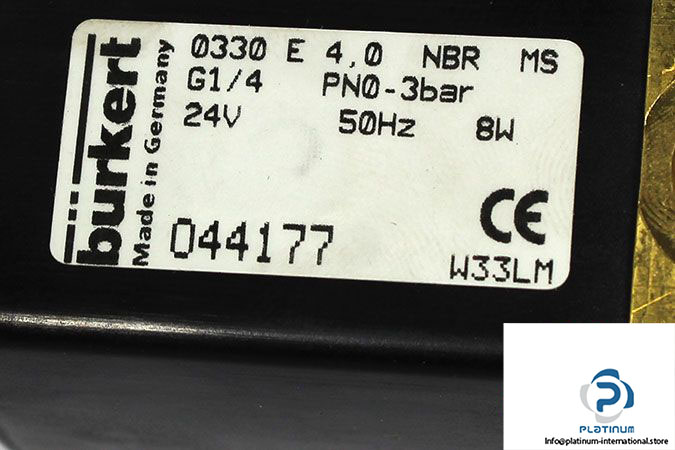 burkert
Made in Germany
0330 E 4,0 NBR MS
G1/4 PN0-3bar
24V 50Hz 8W
044177
CE
W33LM
PLATINUM
Info@platinum-international.store